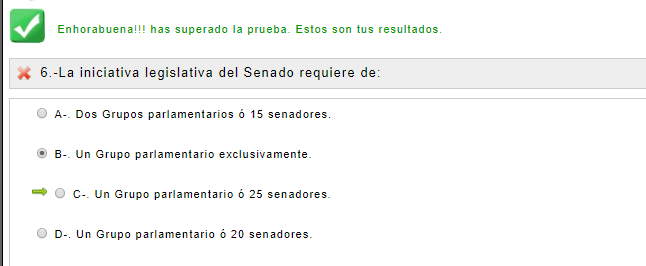 Enhorabuena!!! has superado la prueba. Estos son tus resultados.
6.-La iniciativa legislativa del Senado requiere de:
A-. Dos Grupos parlamentarios ó 15 senadores.
B-. Un Grupo parlamentario exclusivamente.
C-. Un Grupo parlamentario ó 25 senadores.
D-. Un Grupo parlamentario ó 20 senadores.